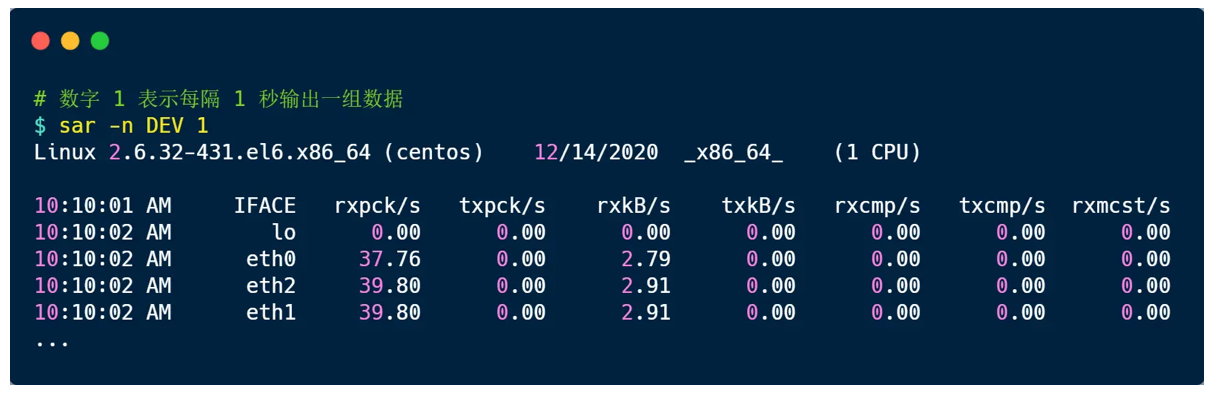 # 数字 1 表示每隔 1 秒输出一组数据
$ sar -n DEV 1
Linux 2.6.32-431.el6.x86_64 (centos)    12/14/2020  _x86_64_    (1 CPU)
10:10:01 AM     IFACE   rxpck/s   txpck/s    rxkB/s    txkB/s   rxcmp/s   txcmp/s  rxmcst/s
10:10:02 AM        lo      0.00      0.00      0.00      0.00      0.00      0.00      0.00
10:10:02 AM      eth0     37.76      0.00      2.79      0.00      0.00      0.00      0.00
10:10:02 AM      eth2     39.80      0.00      2.91      0.00      0.00      0.00      0.00
10:10:02 AM      eth1     39.80      0.00      2.91      0.00      0.00      0.00      0.00
...